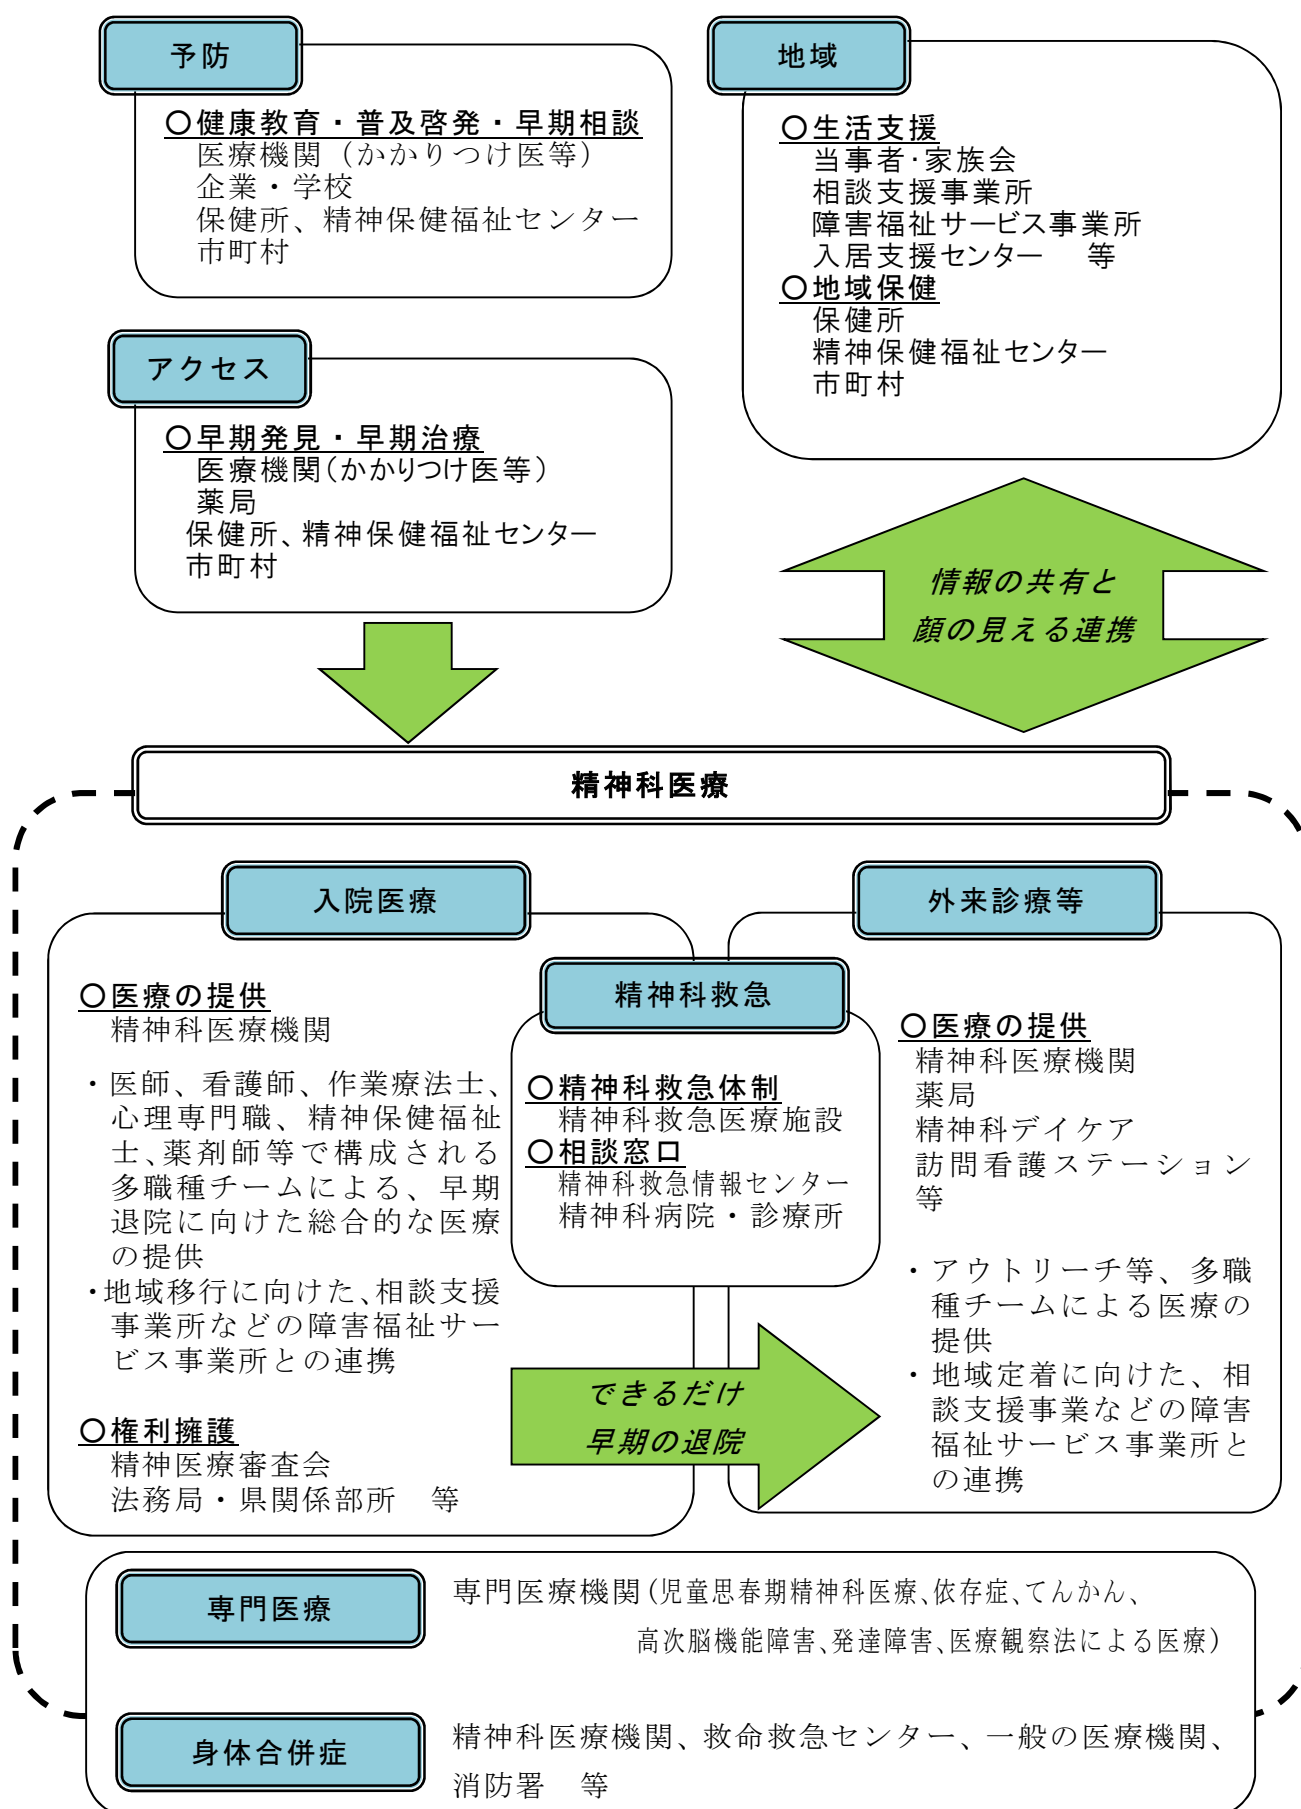 予防
○健康教育・普及啓発・早期相談
医療機関（かかりつけ医等）
企業・学校
保健所、精神保健福祉センター
市町村
地域
○生活支援
当事者・家族会
相談支援事業所
障害福祉サービス事業所
入居支援センター　等
○地域保健
保健所
精神保健福祉センター
市町村
アクセス
○早期発見・早期治療
医療機関（かかりつけ医等）
薬局
保健所、精神保健福祉センター
市町村
情報の共有と
顔の見える連携
精神科医療
入院医療
○医療の提供
精神科医療機関
・医師、看護師、作業療法士、
心理専門職、精神保健福祉
士、薬剤師等で構成される
多職種チームによる、早期
退院に向けた総合的な医療
の提供
・地域移行に向けた、相談支援
事業所などの障害福祉サー
ビス事業所との連携
○権利擁護
精神医療審査会
法務局・県関係部所　等
精神科救急
○精神科救急体制
精神科救急医療施設
○相談窓口
精神科救急情報センター
精神科病院・診療所
できるだけ
早期の退院
外来診療等
○医療の提供
精神科医療機関
薬局
精神科デイケア
訪問看護ステーション
等
・アウトリーチ等、多職
種チームによる医療の
提供
・地域定着に向けた、相
談支援事業などの障害
福祉サービス事業所と
の連携
専門医療
専門医療機関（児童思春期精神科医療、依存症、てんかん、
高次脳機能障害、発達障害、医療観察法による医療）
身体合併症
精神科医療機関、救命救急センター、一般の医療機関、
消防署　等